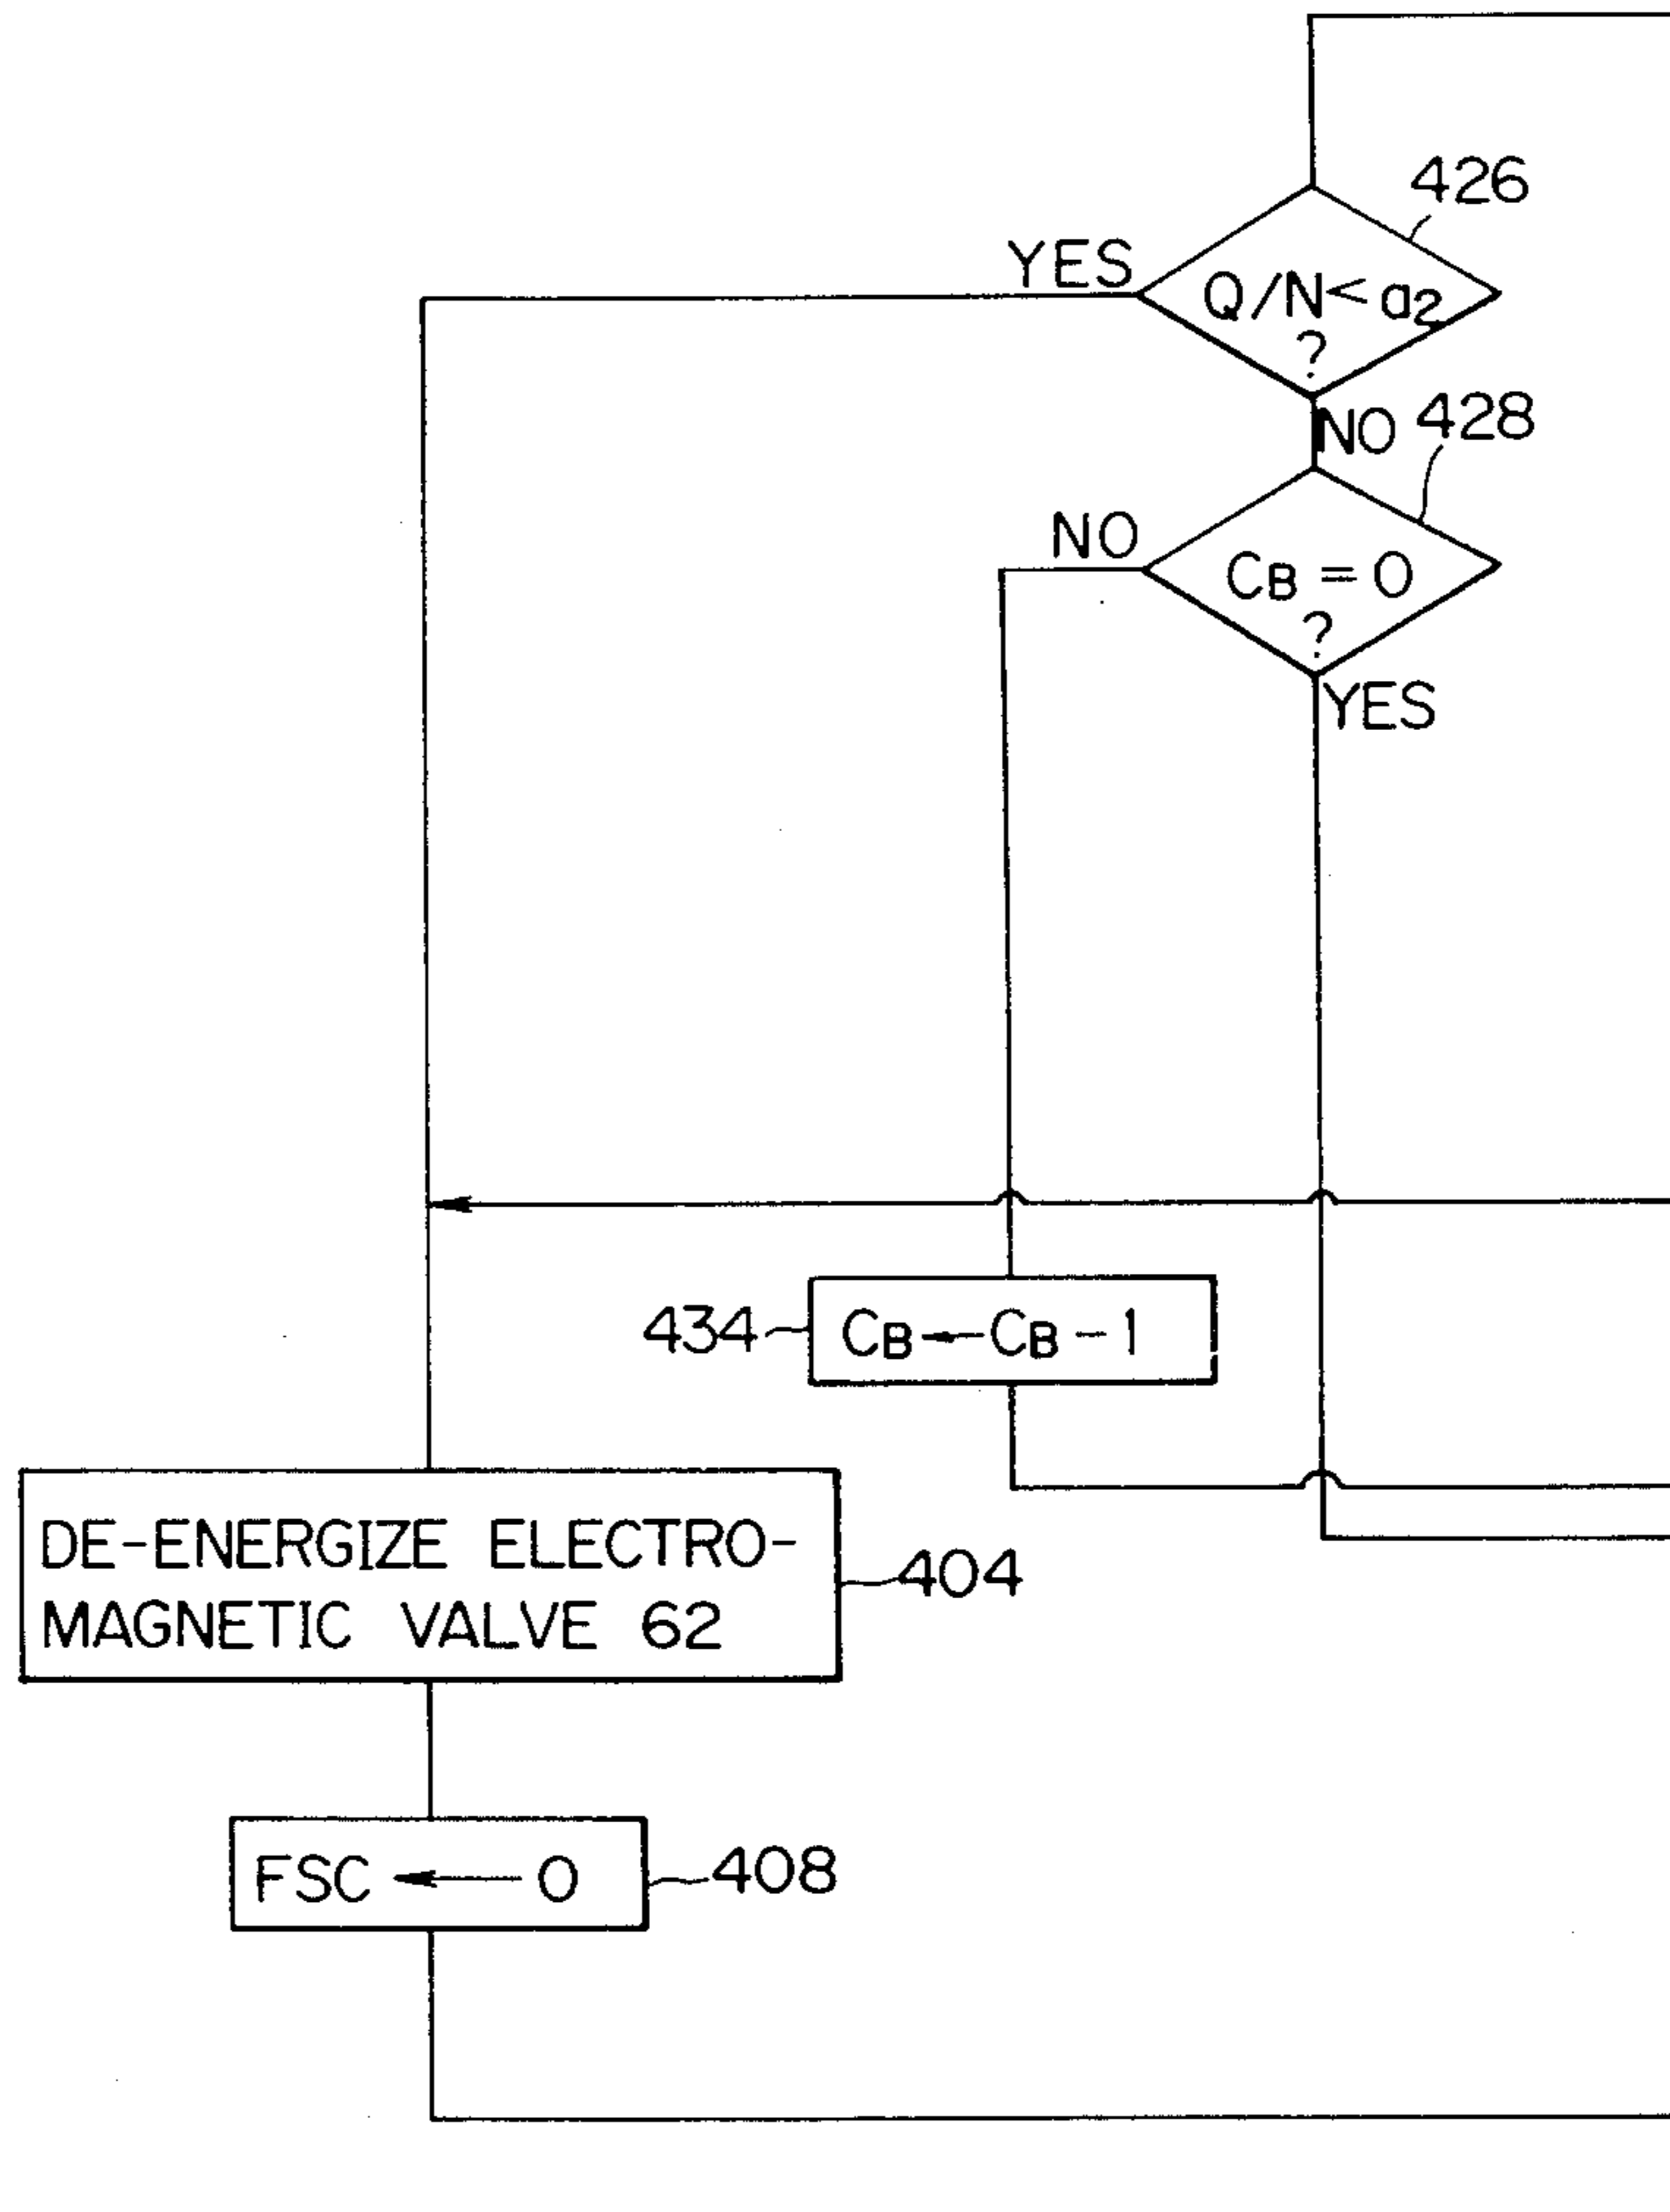 426
YES
Q/N<a2
?
NO
428
NO
CB=0
?
YES
434
CB←CB-1
DE-ENERGIZE ELECTRO-
MAGNETIC VALVE 62
404
FSC ← 0
408